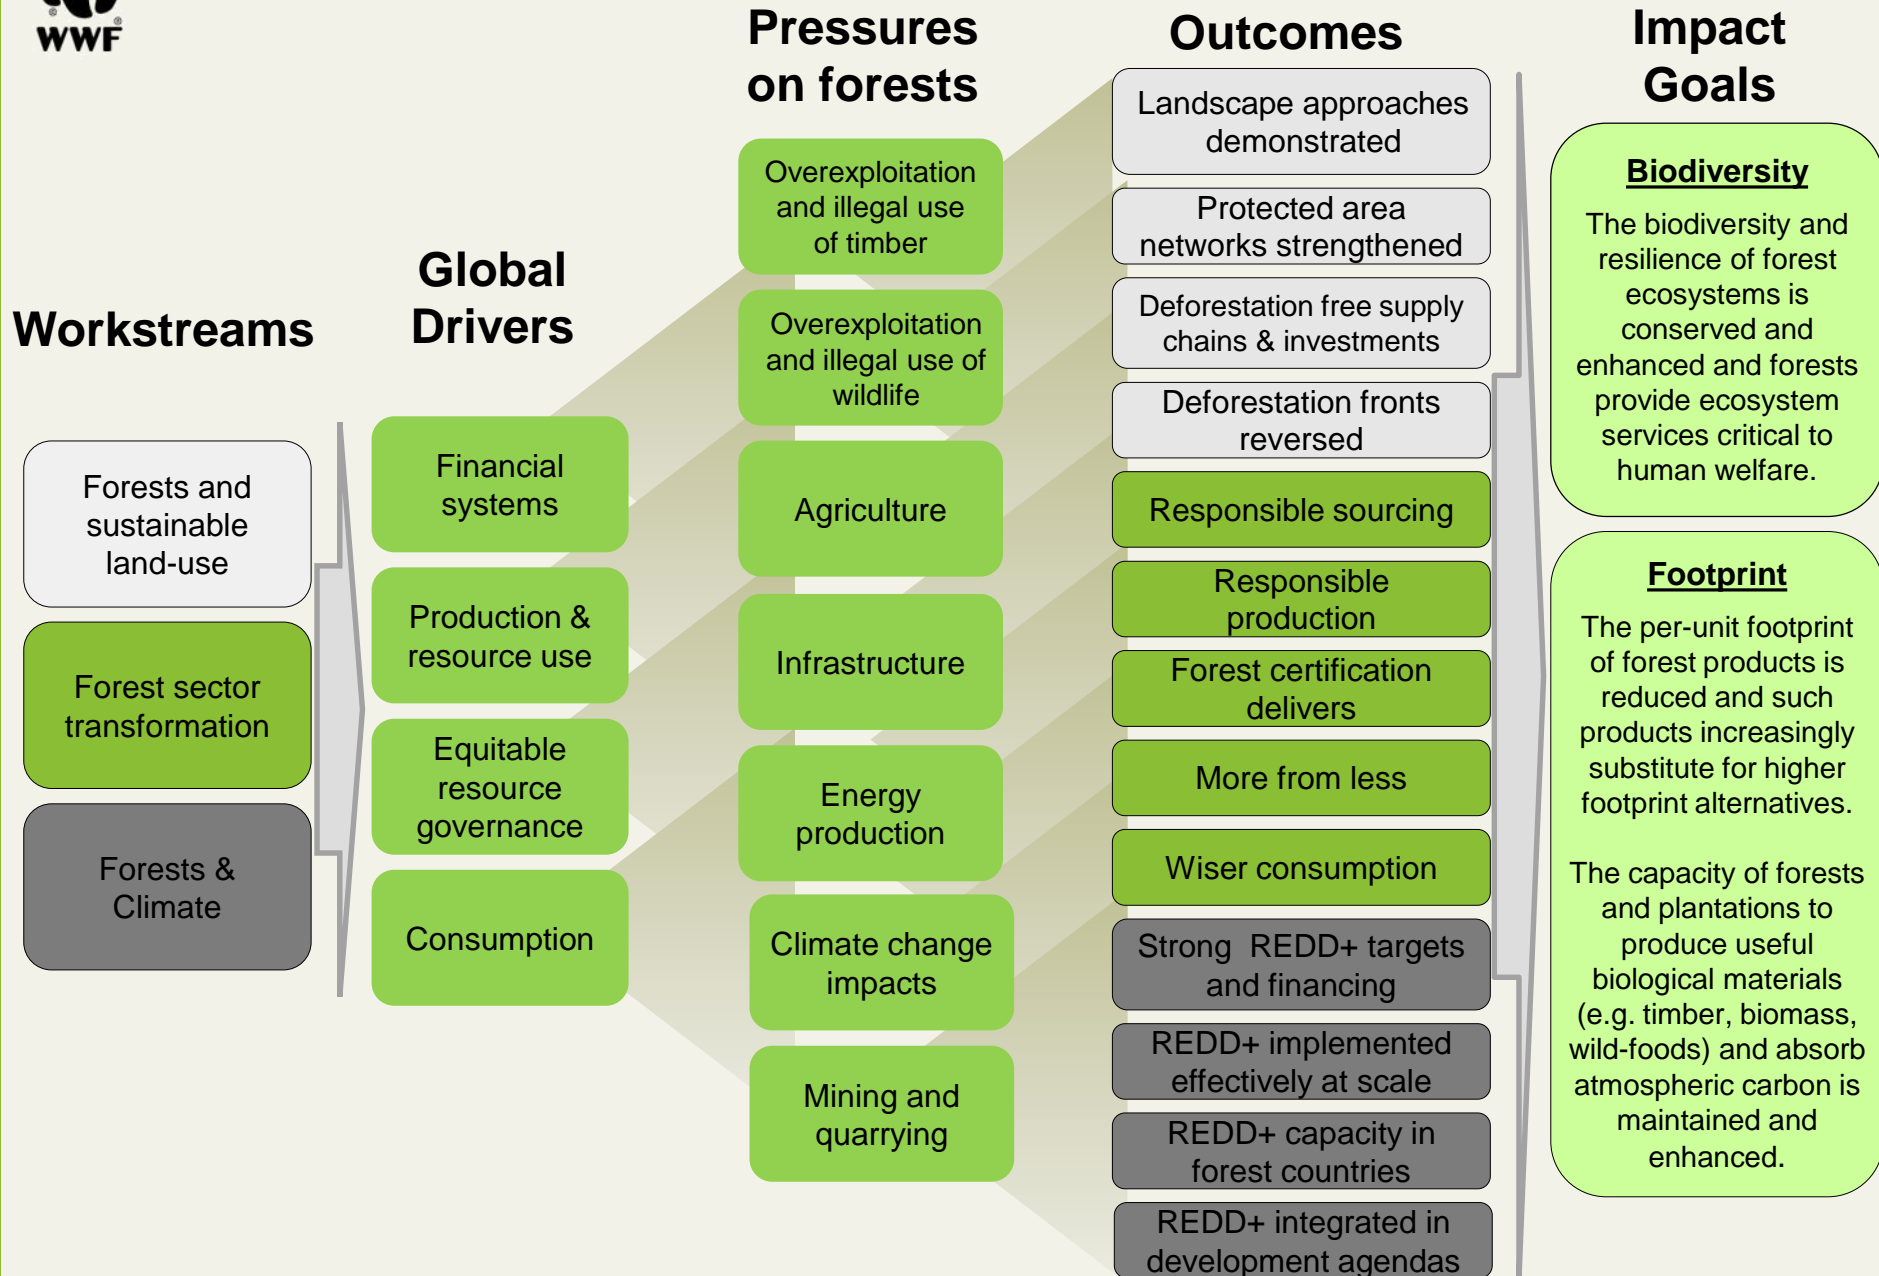 WWF
®
©
Workstreams
Forests and
sustainable
land-use
Forest sector
transformation
Forests &
Climate
Global
Drivers
Financial
systems
Production &
resource use
Equitable
resource
governance
Consumption
Pressures
on forests
Overexploitation
and illegal use
of timber
Overexploitation
and illegal use of
wildlife
Agriculture
Infrastructure
Energy
production
Climate change
impacts
Mining and
quarrying
Outcomes
Landscape approaches
demonstrated
Protected area
networks strengthened
Deforestation free supply
chains & investments
Deforestation fronts
reversed
Responsible sourcing
Responsible
production
Forest certification
delivers
More from less
Wiser consumption
Strong REDD+ targets
and financing
REDD+ implemented
effectively at scale
REDD+ capacity in
forest countries
REDD+ integrated in
development agendas
Impact
Goals
Biodiversity
The biodiversity and
resilience of forest
ecosystems is
conserved and
enhanced and forests
provide ecosystem
services critical to
human welfare.
Footprint
The per-unit footprint
of forest products is
reduced and such
products increasingly
substitute for higher
footprint alternatives.
The capacity of forests
and plantations to
produce useful
biological materials
(e.g. timber, biomass,
wild-foods) and absorb
atmospheric carbon is
maintained and
enhanced.